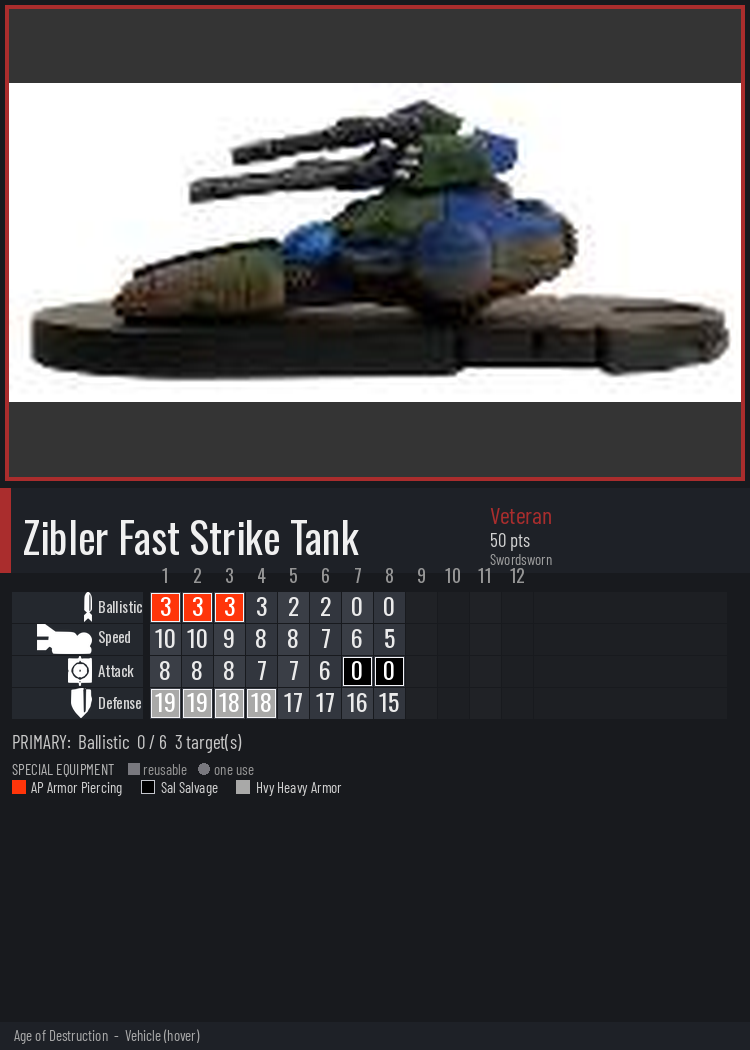 Zibler Fast Strike Tank
Veteran
50 pts
Swordsworn
1 2 3 4 5 6 7 8 9 10 11 12
Ballistic 3 3 3 3 2 2 0 0
Speed 10 10 9 8 8 7 6 5
Attack 8 8 8 7 7 6 0 0
Defense 19 19 18 18 17 17 16 15
PRIMARY: Ballistic 0 / 6 3 target(s)
SPECIAL EQUIPMENT reusable one use
AP Armor Piercing Sal Salvage Hvy Heavy Armor
Age of Destruction - Vehicle (hover)